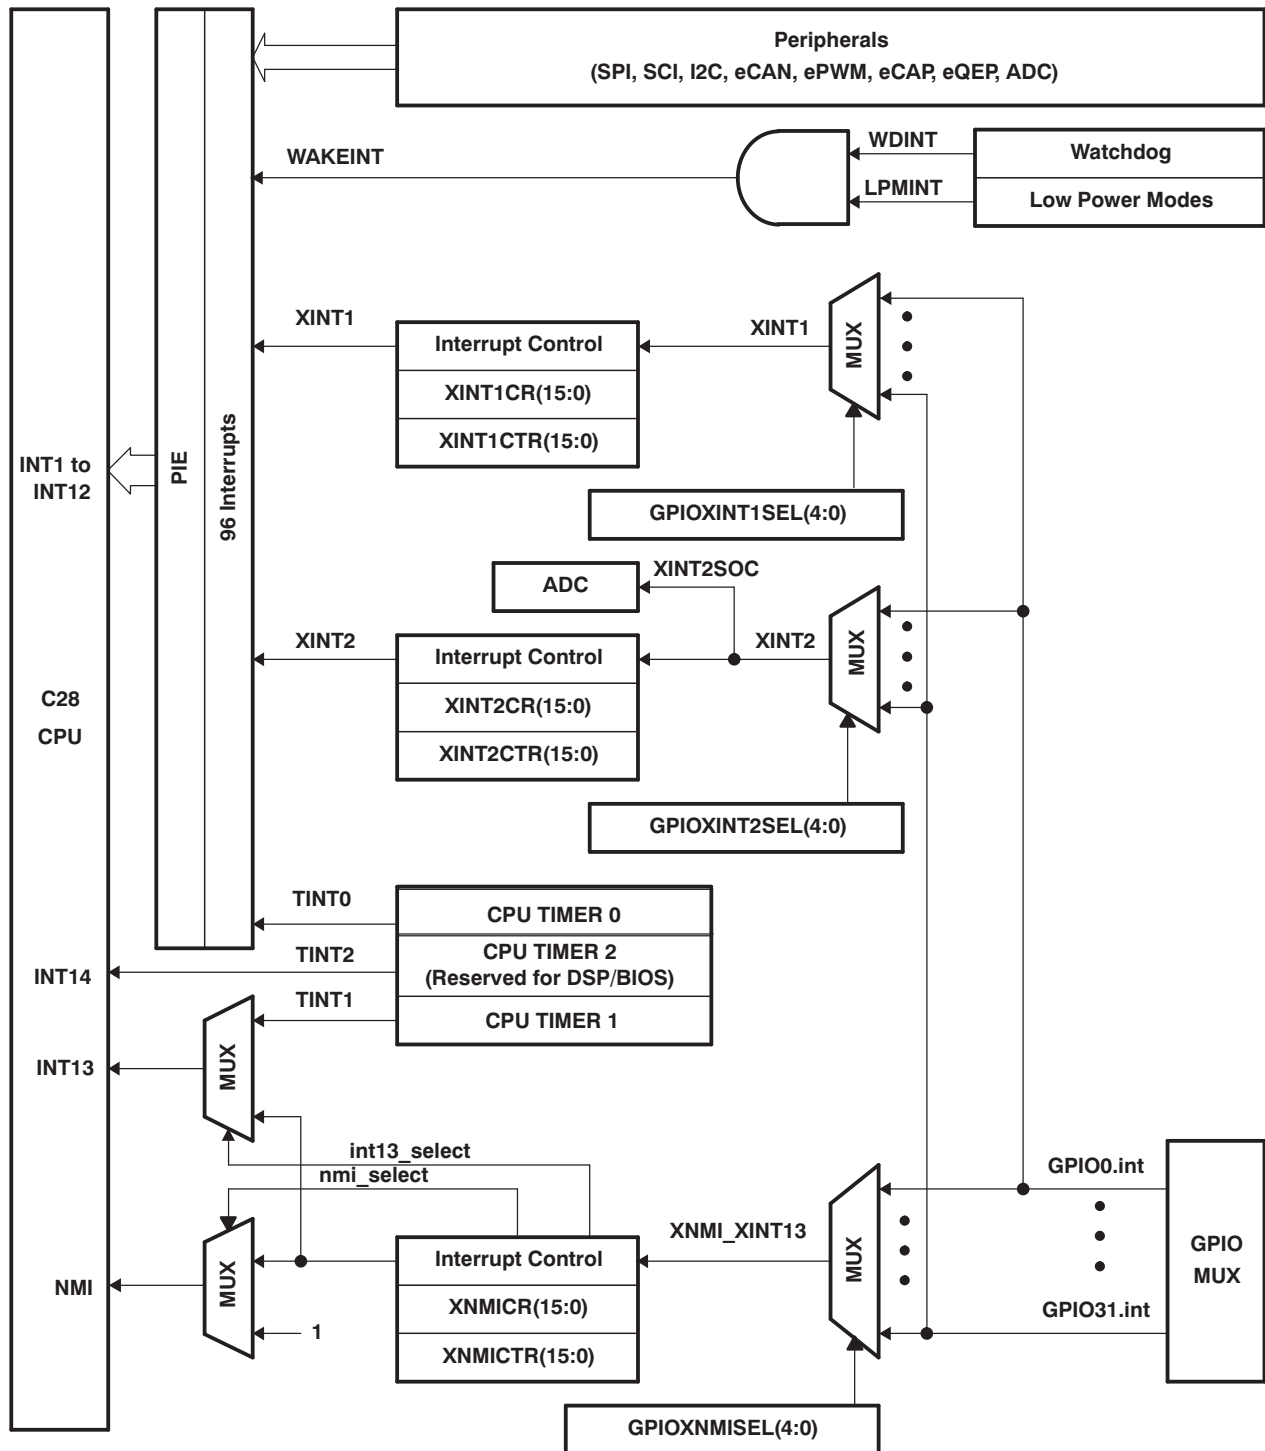 Peripherals
(SPI, SCI, I2C, eCAN, ePWM, eCAP, eQEP, ADC)
WAKEINT
WDINT
Watchdog
LPMINT
Low Power Modes
XINT1
Interrupt Control
XINT1CR(15:0)
XINT1CTR(15:0)
XINT1
MUX
GPIOXINT1SEL(4:0)
INT1 to
INT12
PIE
96 Interrupts
ADC
XINT2SOC
XINT2
Interrupt Control
XINT2CR(15:0)
XINT2CTR(15:0)
XINT2
MUX
GPIOXINT2SEL(4:0)
C28
CPU
TINT0
CPU TIMER 0
TINT2
CPU TIMER 2
(Reserved for DSP/BIOS)
INT14
TINT1
CPU TIMER 1
INT13
MUX
int13_select
nmi_select
NMI
MUX
1
Interrupt Control
XNMICR(15:0)
XNMICTR(15:0)
XNMI_XINT13
MUX
GPIO0.int
GPIO31.int
GPIO
MUX
GPIOXNMISEL(4:0)